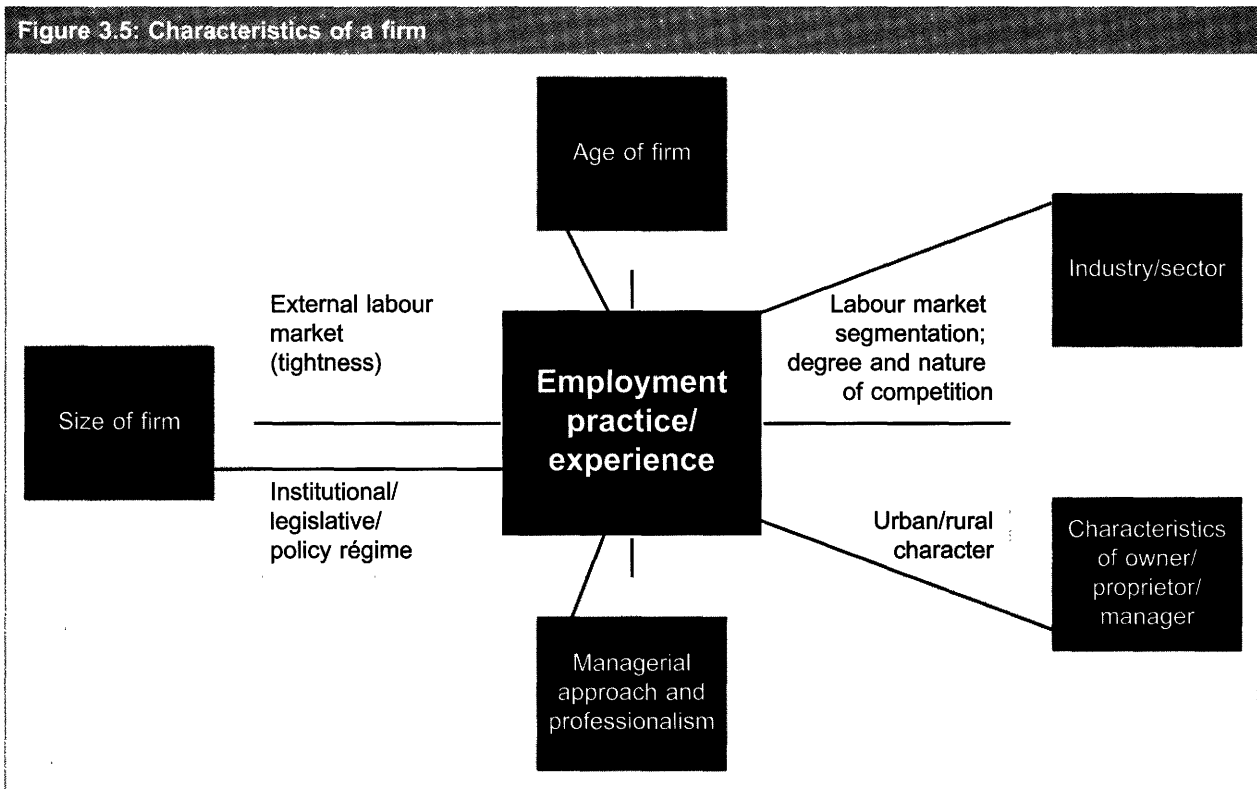 Figure 3.5: Characteristics of a firm
Age of firm
Industry/sector
External labour
market
(tightness)
Labour market
segmentation;
degree and nature
of competition
Size of firm
Employment
practice/
experience
Institutional/
legislative/
policy régime
Urban/rural
character
Characteristics
of owner/
proprietor/
manager
Managerial
approach and
professionalism